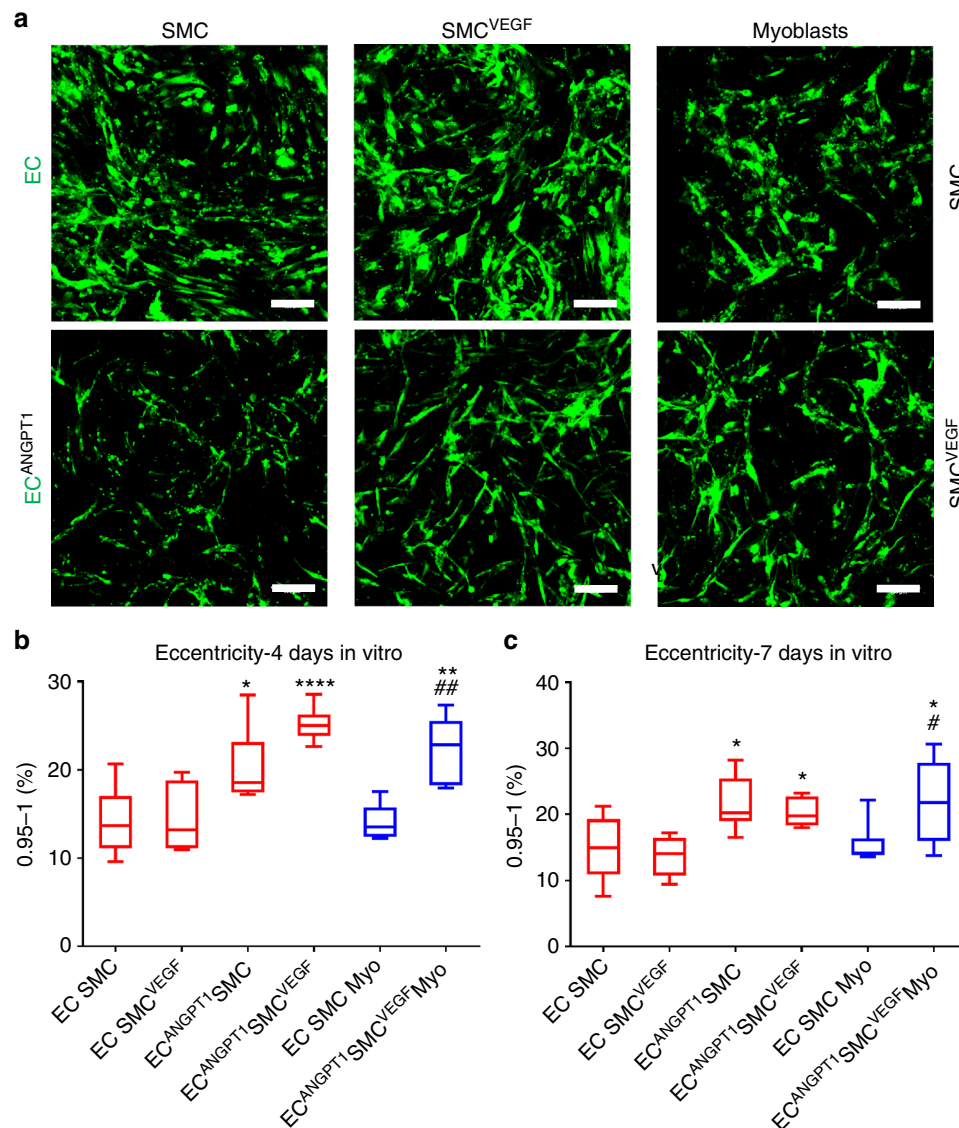 a
SMC
SMC^VEGF
Myoblasts
EC
SMC
EC^ANGPT1
SMC^VEGF
V
b
Eccentricity-4 days in vitro
0.95–1 (%)
30
20
10
0
*
****
**
##
EC SMC
EC SMC^VEGF
EC^ANGPT1SMC
EC^ANGPT1SMC^VEGF
EC SMC Myo
EC^ANGPT1SMC^VEGFMyo
c
Eccentricity-7 days in vitro
0.95–1 (%)
40
30
20
10
0
*
*
*
#
EC SMC
EC SMC^VEGF
EC^ANGPT1SMC
EC^ANGPT1SMC^VEGF
EC SMC Myo
EC^ANGPT1SMC^VEGFMyo